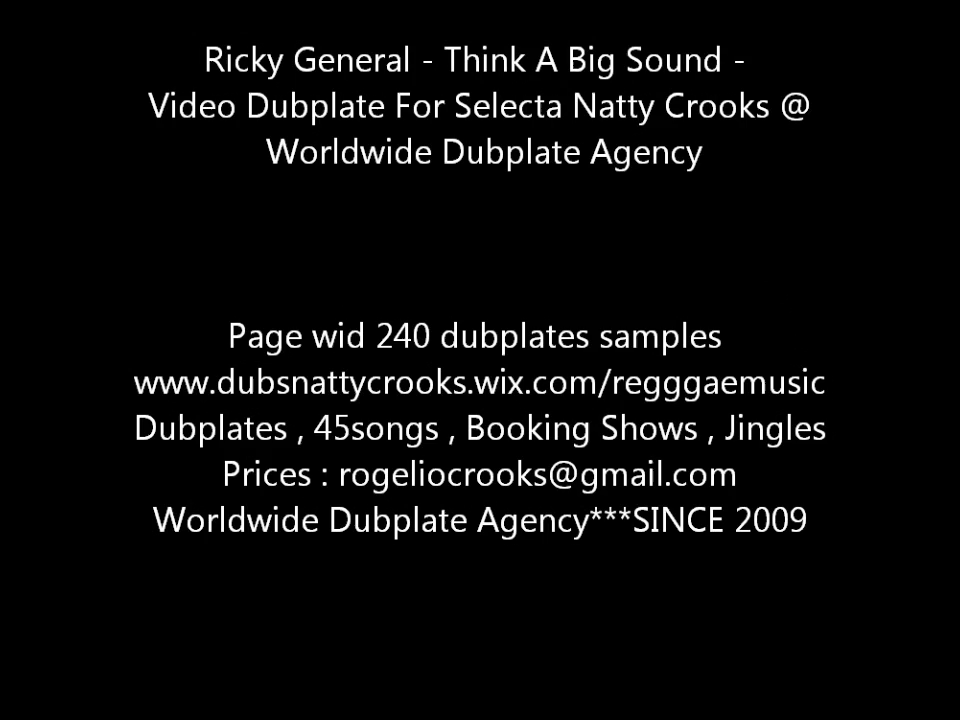 Ricky General - Think A Big Sound -
Video Dubplate For Selecta Natty Crooks @
Worldwide Dubplate Agency
Page wid 240 dubplates samples
www.dubsnattycrooks.wix.com/regggaemusic
Dubplates , 45songs , Booking Shows , Jingles
Prices : rogeliocrooks@gmail.com
Worldwide Dubplate Agency***SINCE 2009